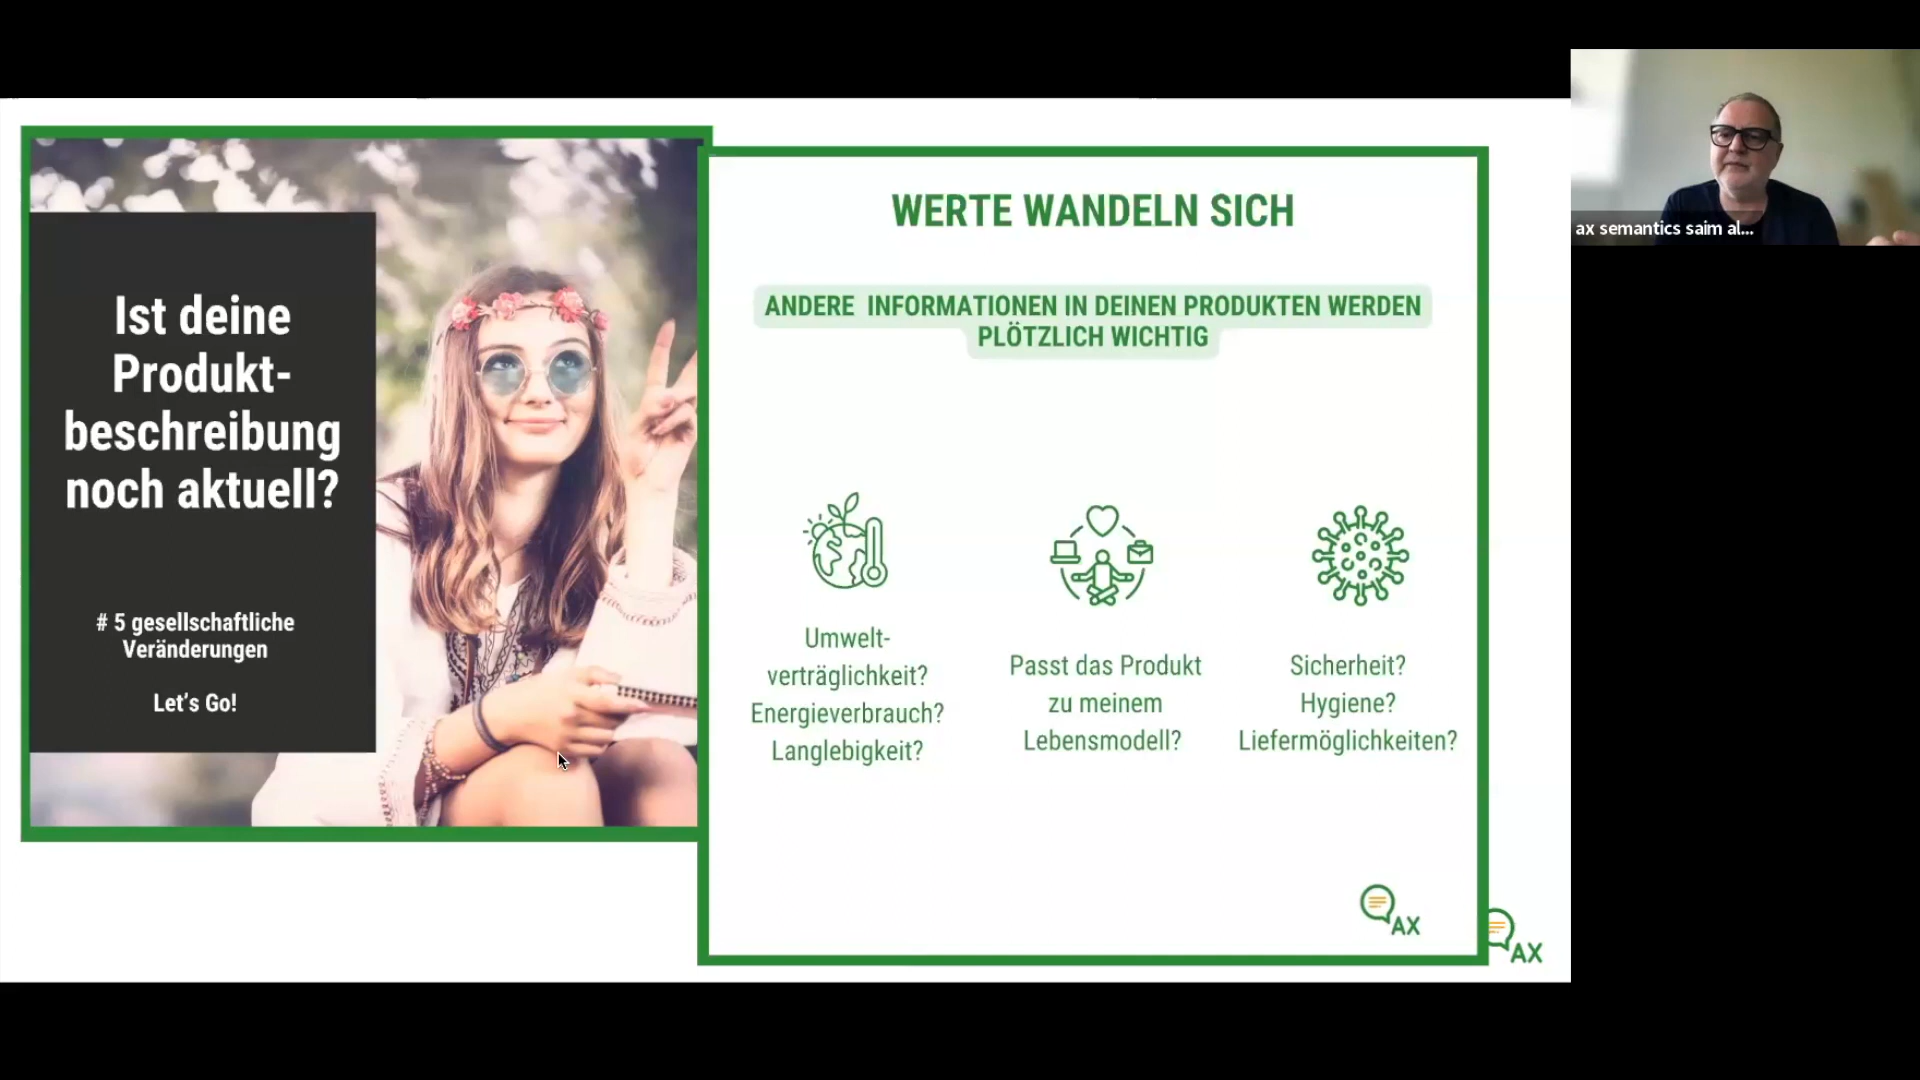 Ist deine
Produkt-
beschreibung
noch aktuell?
# 5 gesellschaftliche
Veränderungen
Let's Go!
WERTE WANDELN SICH
ANDERE INFORMATIONEN IN DEINEN PRODUKTEN WERDEN
PLÖTZLICH WICHTIG
Umwelt-
verträglichkeit?
Energieverbrauch?
Langlebigkeit?
Passt das Produkt
zu meinem
Lebensmodell?
Sicherheit?
Hygiene?
Liefermöglichkeiten?
AX
AX
ax semantics saim al...